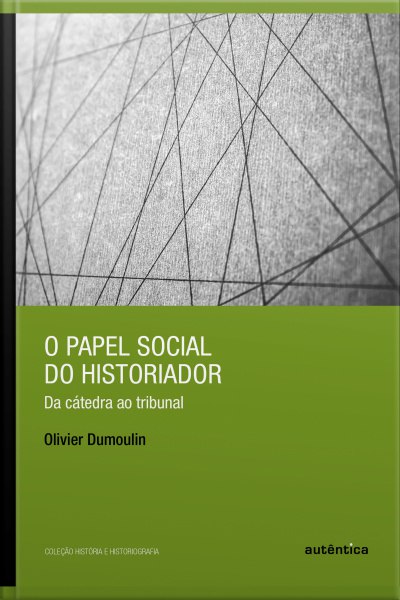 O PAPEL SOCIAL
DO HISTORIADOR
Da cátedra ao tribunal
Olivier Dumoulin
COLEÇÃO HISTÓRIA E HISTORIOGRAFIA
autêntica